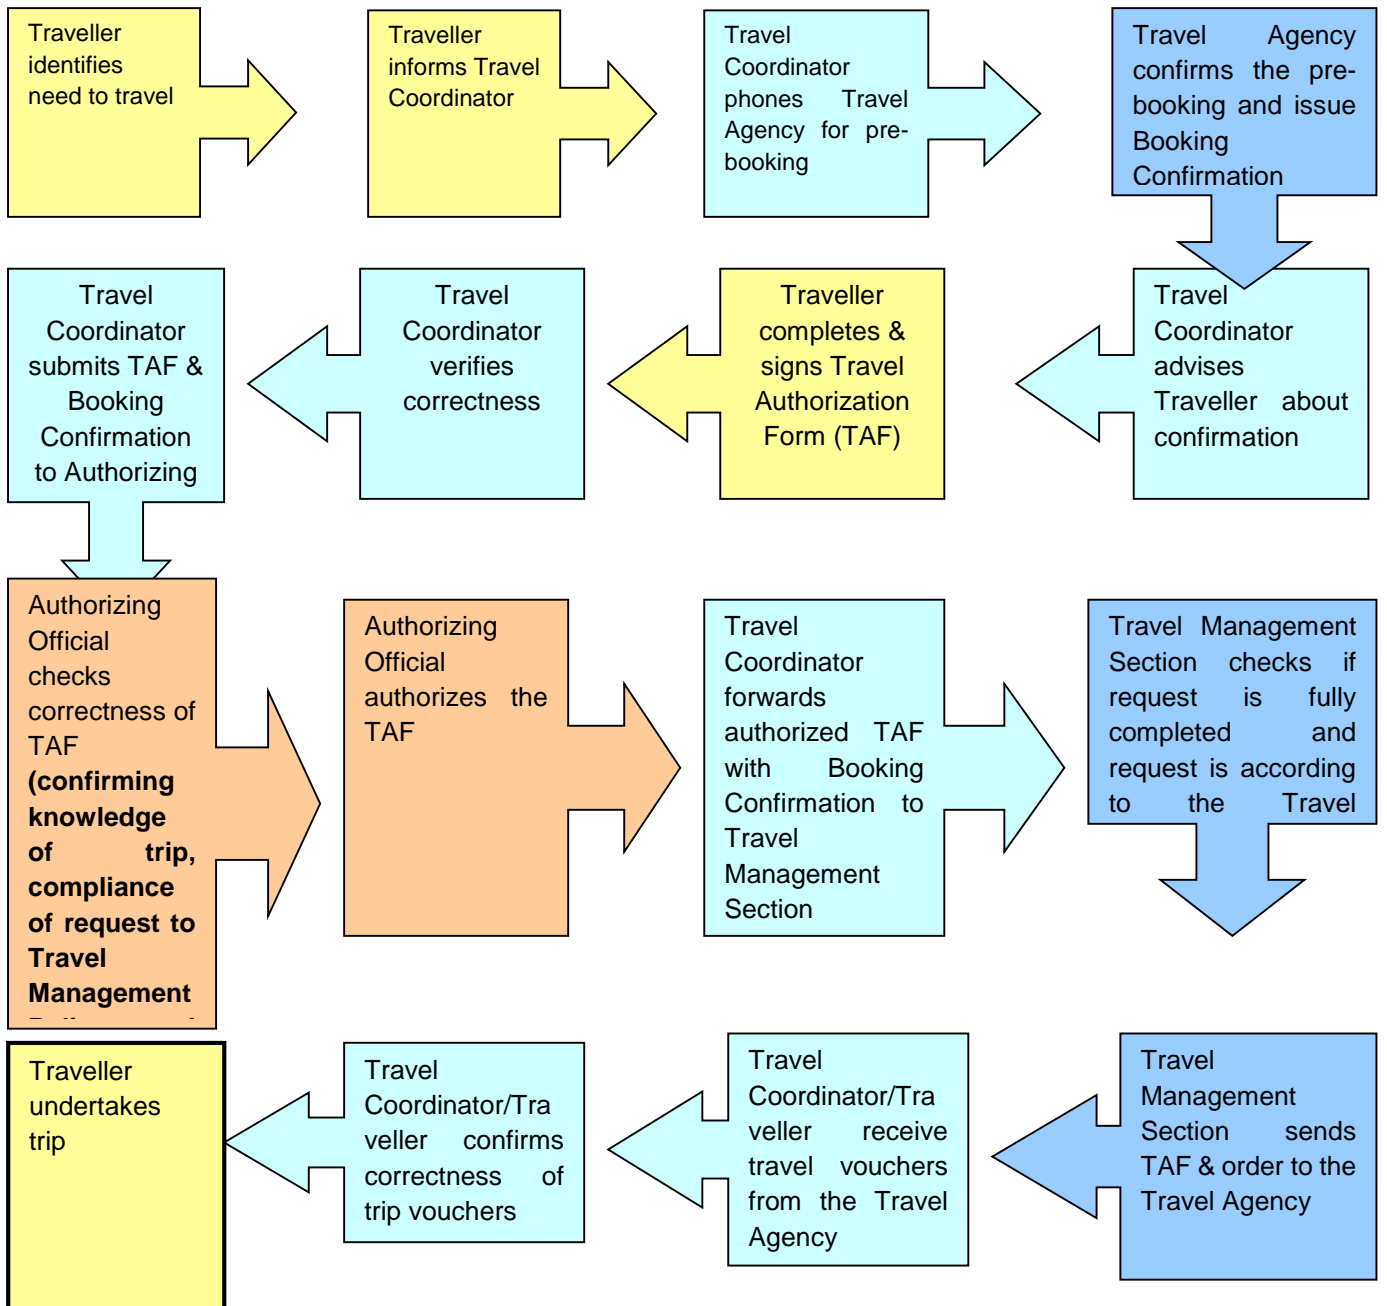 Traveller
identifies
need to travel
Traveller
informs Travel
Coordinator
Travel
Coordinator
phones Travel
Agency for pre-
booking
Travel Agency
confirms the pre-
booking and issue
Booking
Confirmation
Travel
Coordinator
advises
Traveller about
confirmation
Traveller
completes &
signs Travel
Authorization
Form (TAF)
Travel
Coordinator
verifies
correctness
Travel
Coordinator
submits TAF &
Booking
Confirmation
to Authorizing
Authorizing
Official
checks
correctness of
TAF
(confirming
knowledge
of trip,
compliance
of request to
Travel
Management
Authorizing
Official
authorizes the
TAF
Travel
Coordinator
forwards
authorized TAF
with Booking
Confirmation to
Travel
Management
Section
Travel Management
Section checks if
request is fully
completed and
request is according
to the Travel
Travel
Management
Section sends
TAF & order to the
Travel Agency
Travel
Coordinator/Tra
veller receive
travel vouchers
from the Travel
Agency
Travel
Coordinator/Tra
veller confirms
correctness of
trip vouchers
Traveller
undertakes
trip